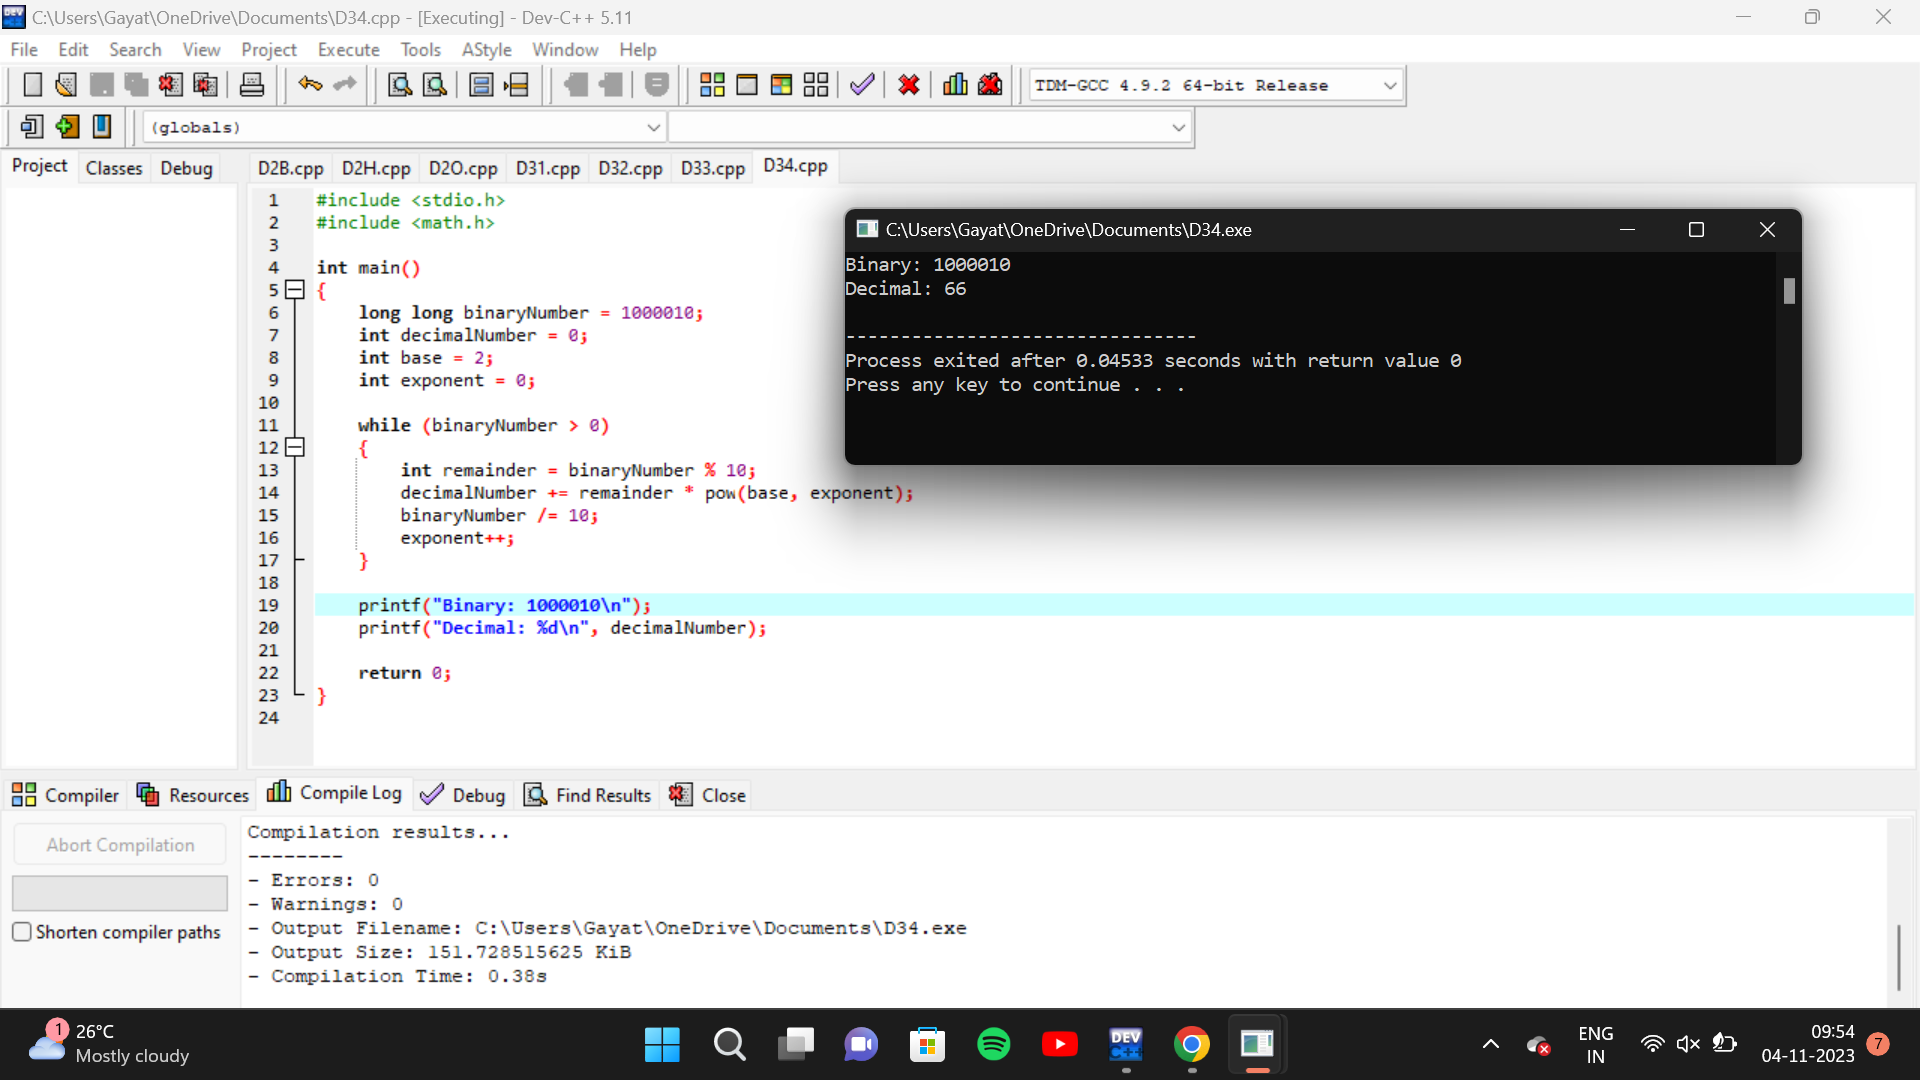 C:\Users\Gayat\OneDrive\Documents\D34.cpp - [Executing] - Dev-C++ 5.11
File Edit Search View Project Execute Tools AStyle Window Help
TDM-GCC 4.9.2 64-bit Release
(globals)
Project Classes Debug
D2B.cpp D2H.cpp D2O.cpp D31.cpp D32.cpp D33.cpp D34.cpp
1 #include <stdio.h>
2 #include <math.h>
3
4 int main()
5 {
6 long long binaryNumber = 1000010;
7 int decimalNumber = 0;
8 int base = 2;
9 int exponent = 0;
10
11 while (binaryNumber > 0)
12 {
13 int remainder = binaryNumber % 10;
14 decimalNumber += remainder * pow(base, exponent);
15 binaryNumber /= 10;
16 exponent++;
17 }
18
19 printf("Binary: 1000010\n");
20 printf("Decimal: %d\n", decimalNumber);
21
22 return 0;
23 }
24
C:\Users\Gayat\OneDrive\Documents\D34.exe
Binary: 1000010
Decimal: 66
--------------------------------
Process exited after 0.04533 seconds with return value 0
Press any key to continue . . .
Compiler Resources Compile Log Debug Find Results Close
Abort Compilation
Shorten compiler paths
Compilation results...
--------
- Errors: 0
- Warnings: 0
- Output Filename: C:\Users\Gayat\OneDrive\Documents\D34.exe
- Output Size: 151.728515625 KiB
- Compilation Time: 0.38s
1
26°C
Mostly cloudy
DEV
C++
ENG
IN
09:54
04-11-2023
7